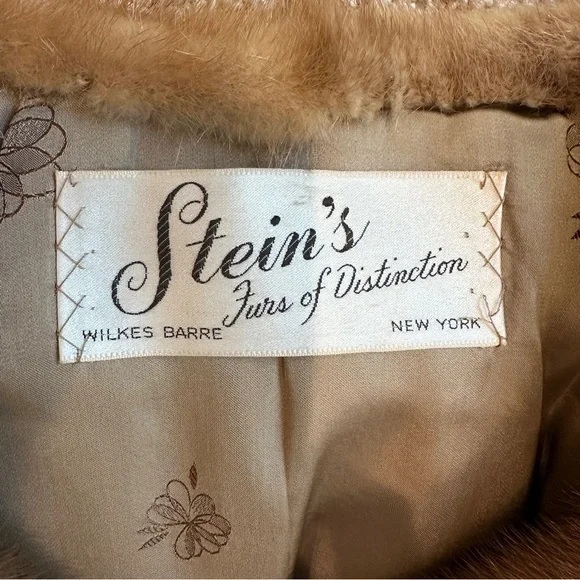 Stein's
Furs of Distinction
WILKES BARRE NEW YORK